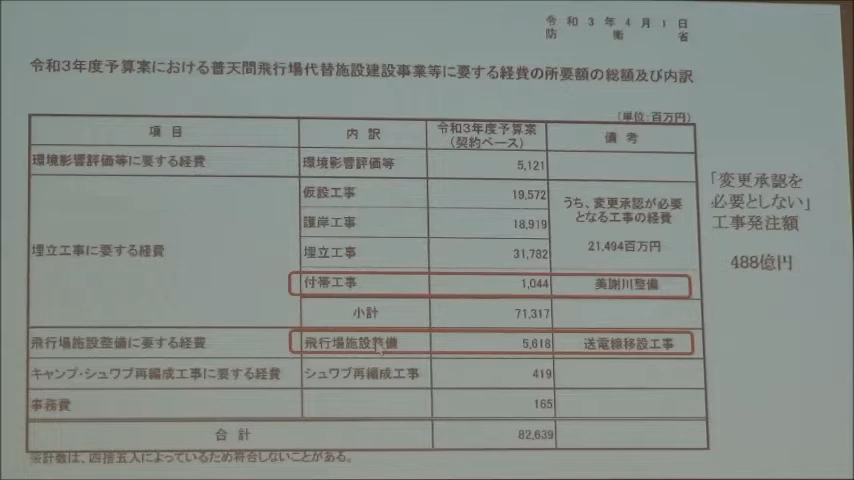 令和3年4月1日
防衛省
令和3年度予算案における普天間飛行場代替施設建設事業等に要する経費の所要額の総額及び内訳
(単位:百万円)
項目 内訳 令和3年度予算案(契約ベース) 備考
環境影響評価等に要する経費 環境影響評価等 5,121
埋立工事に要する経費 仮設工事 19,572 うち、変更承認が必要となる工事の経費 21,494百万円
護岸工事 18,919
埋立工事 31,782
付帯工事 1,044 美謝川整備
小計 71,317
飛行場施設整備に要する経費 飛行場施設整備 5,618 送電線移設工事
キャンプ・シュワブ再編成工事に要する経費 シュワブ再編成工事 419
事務費 165
合計 82,639
※計数は、四捨五入によっているため符合しないことがある。
「変更承認を
必要としない」
工事発注額
488億円